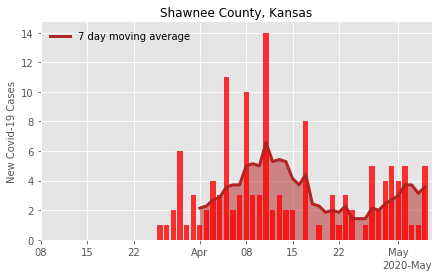 Shawnee County, Kansas
7 day moving average
New Covid-19 Cases
14
12
10
8
6
4
2
0
08 15 22 Apr 08 15 22 May
2020-May